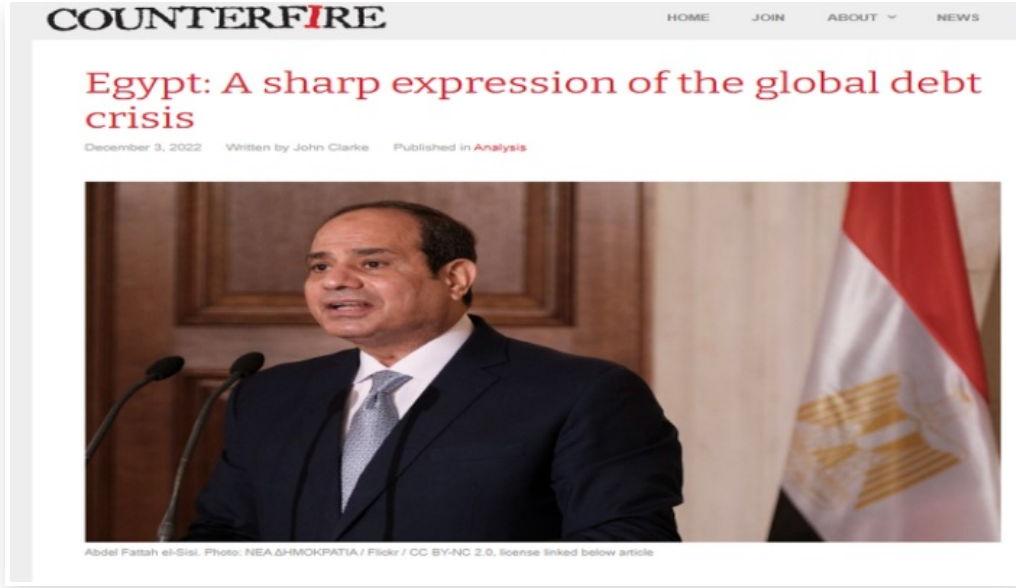 COUNTERFIRE
HOME JOIN ABOUT NEWS
Egypt: A sharp expression of the global debt
crisis
December 3, 2022 Written by John Clarke Published in Analysis
Abdel Fattah el-Sisi. Photo: ΝΕΑ ΔΗΜΟΚΡΑΤΙΑ / Flickr / CC BY-NC 2.0, license linked below article